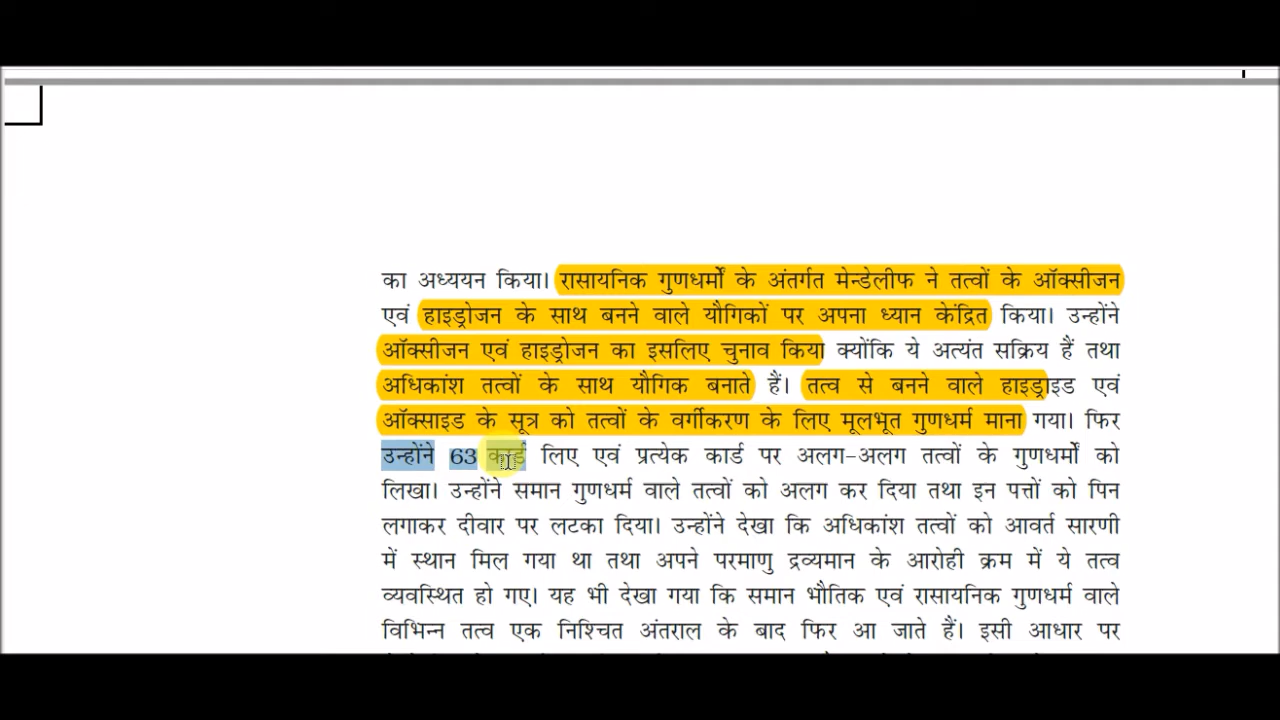 का अध्ययन किया। रासायनिक गुणधर्मों के अंतर्गत मेन्डेलीफ ने तत्वों के ऑक्सीजन
एवं हाइड्रोजन के साथ बनने वाले यौगिकों पर अपना ध्यान केंद्रित किया। उन्होंने
ऑक्सीजन एवं हाइड्रोजन का इसलिए चुनाव किया क्योंकि ये अत्यंत सक्रिय हैं तथा
अधिकांश तत्वों के साथ यौगिक बनाते हैं। तत्व से बनने वाले हाइड्राइड एवं
ऑक्साइड के सूत्र को तत्वों के वर्गीकरण के लिए मूलभूत गुणधर्म माना गया। फिर
उन्होंने 63 कार्ड लिए एवं प्रत्येक कार्ड पर अलग-अलग तत्वों के गुणधर्मों को
लिखा। उन्होंने समान गुणधर्म वाले तत्वों को अलग कर दिया तथा इन पत्तों को पिन
लगाकर दीवार पर लटका दिया। उन्होंने देखा कि अधिकांश तत्वों को आवर्त सारणी
में स्थान मिल गया था तथा अपने परमाणु द्रव्यमान के आरोही क्रम में ये तत्व
व्यवस्थित हो गए। यह भी देखा गया कि समान भौतिक एवं रासायनिक गुणधर्म वाले
विभिन्न तत्व एक निश्चित अंतराल के बाद फिर आ जाते हैं। इसी आधार पर